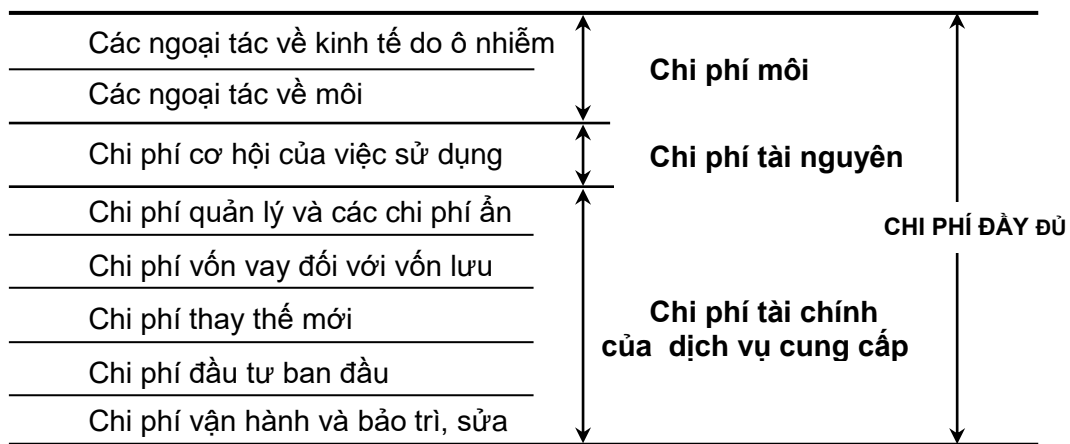 Các ngoại tác về kinh tế do ô nhiễm
Các ngoại tác về môi
Chi phí môi
Chi phí cơ hội của việc sử dụng
Chi phí tài nguyên
Chi phí quản lý và các chi phí ẩn
CHI PHÍ ĐẦY ĐỦ
Chi phí vốn vay đối với vốn lưu
Chi phí thay thế mới
Chi phí tài chính
của dịch vụ cung cấp
Chi phí đầu tư ban đầu
Chi phí vận hành và bảo trì, sửa